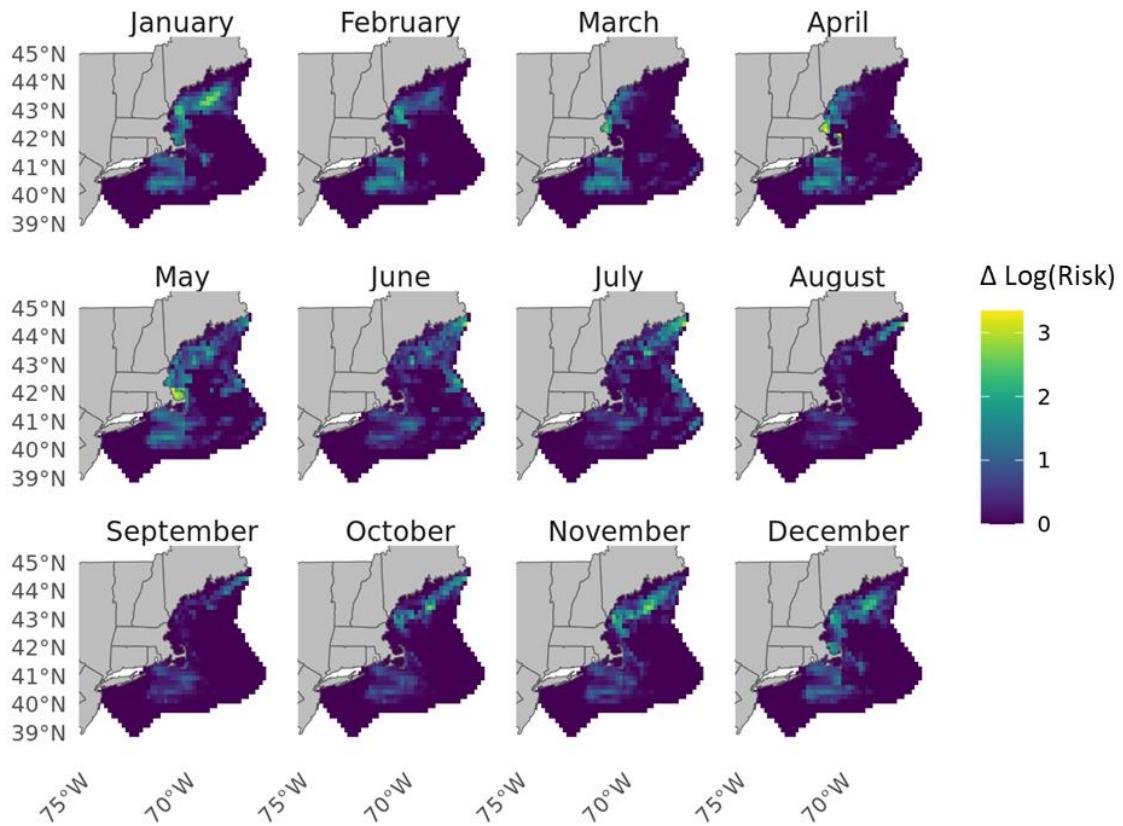 January February March April
45°N
44°N
43°N
42°N
41°N
40°N
39°N
May June July August
45°N
44°N
43°N
42°N
41°N
40°N
39°N
Δ Log(Risk)
3
2
1
0
September October November December
45°N
44°N
43°N
42°N
41°N
40°N
39°N
75°W 70°W 75°W 70°W 75°W 70°W 75°W 70°W